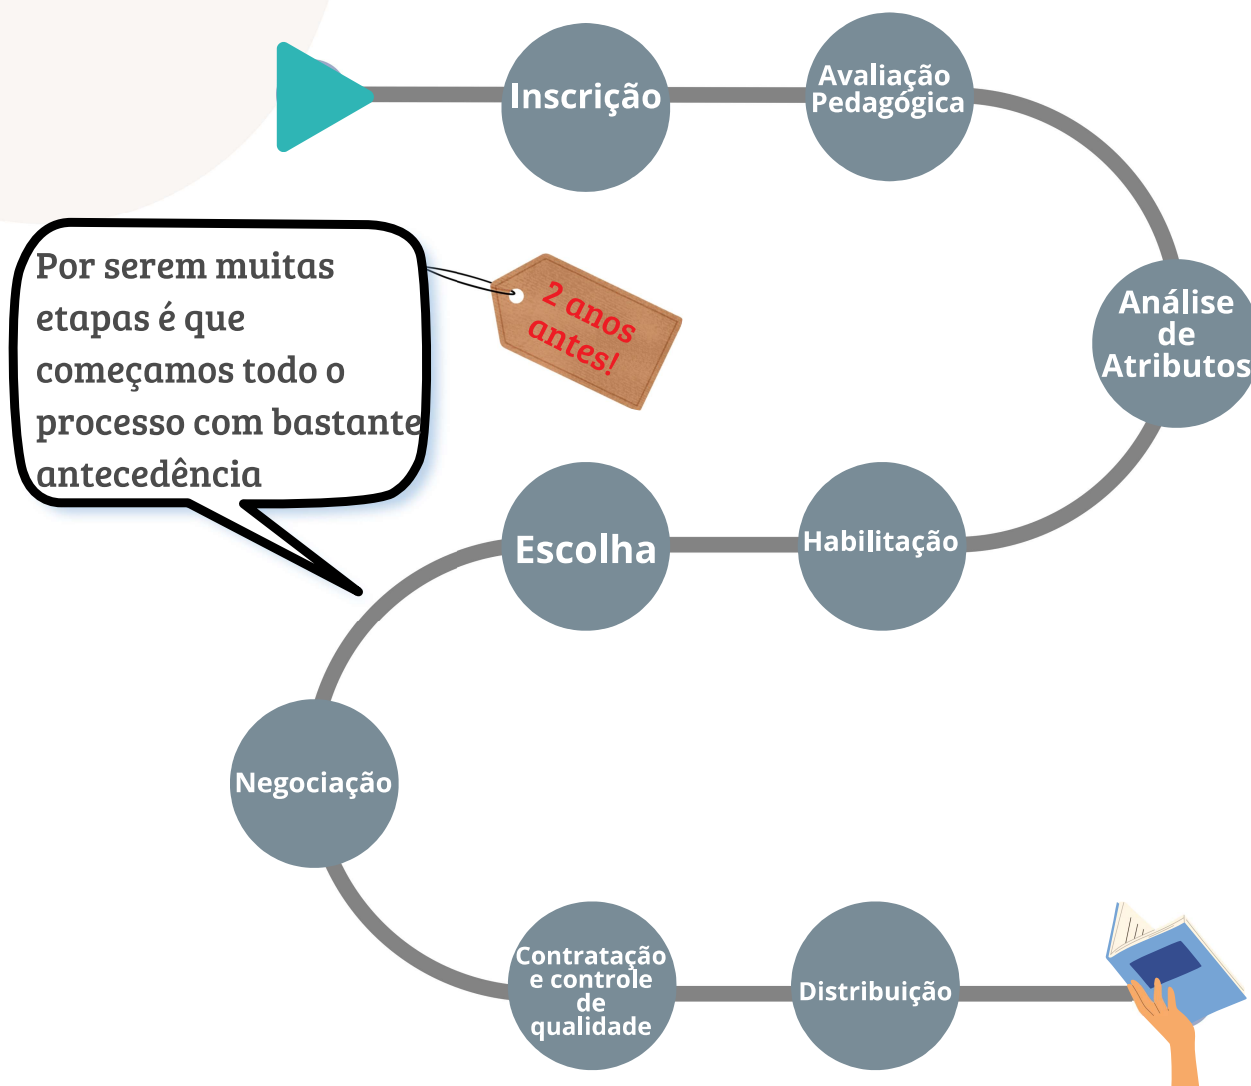 Inscrição
Avaliação
Pedagógica
Por serem muitas
etapas é que
começamos todo o
processo com bastante
antecedência
2 anos
antes!
Análise
de
Atributos
Habilitação
Escolha
Negociação
Contratação
e controle
de
qualidade
Distribuição